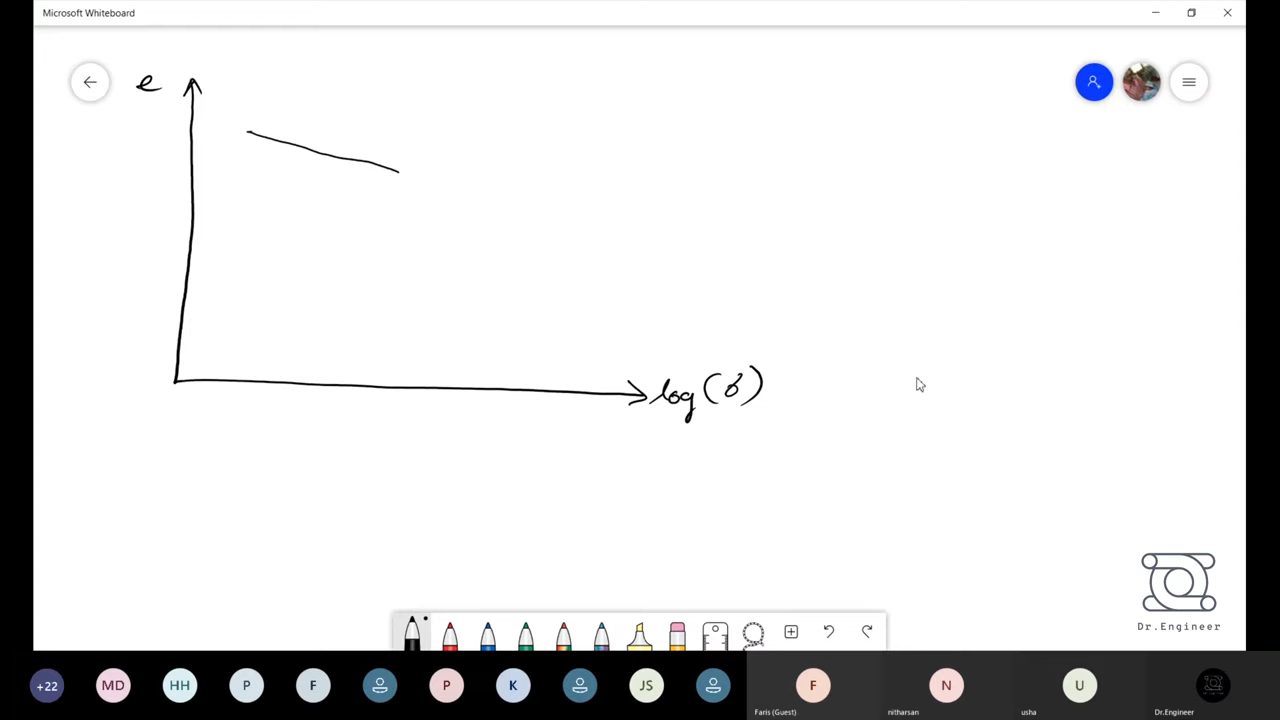 Microsoft Whiteboard
e
log(σ)
Dr.Engineer
+22
MD
HH
P
F
P
K
JS
F
N
U
Faris (Guest)
nitharsan
usha
Dr.Engineer